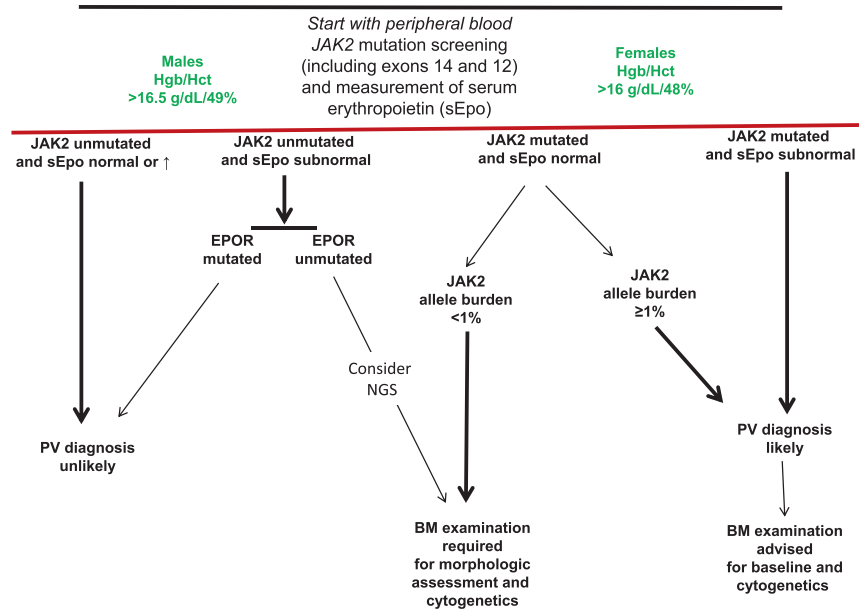 Start with peripheral blood
JAK2 mutation screening
(including exons 14 and 12)
and measurement of serum
erythropoietin (sEpo)
Males
Hgb/Hct
>16.5 g/dL/49%
Females
Hgb/Hct
>16 g/dL/48%
JAK2 unmutated
and sEpo normal or ↑
JAK2 unmutated
and sEpo subnormal
JAK2 mutated
and sEpo normal
JAK2 mutated
and sEpo subnormal
EPOR
mutated
EPOR
unmutated
JAK2
allele burden
<1%
JAK2
allele burden
≥1%
Consider
NGS
PV diagnosis
unlikely
PV diagnosis
likely
BM examination
required
for morphologic
assessment and
cytogenetics
BM examination
advised
for baseline and
cytogenetics